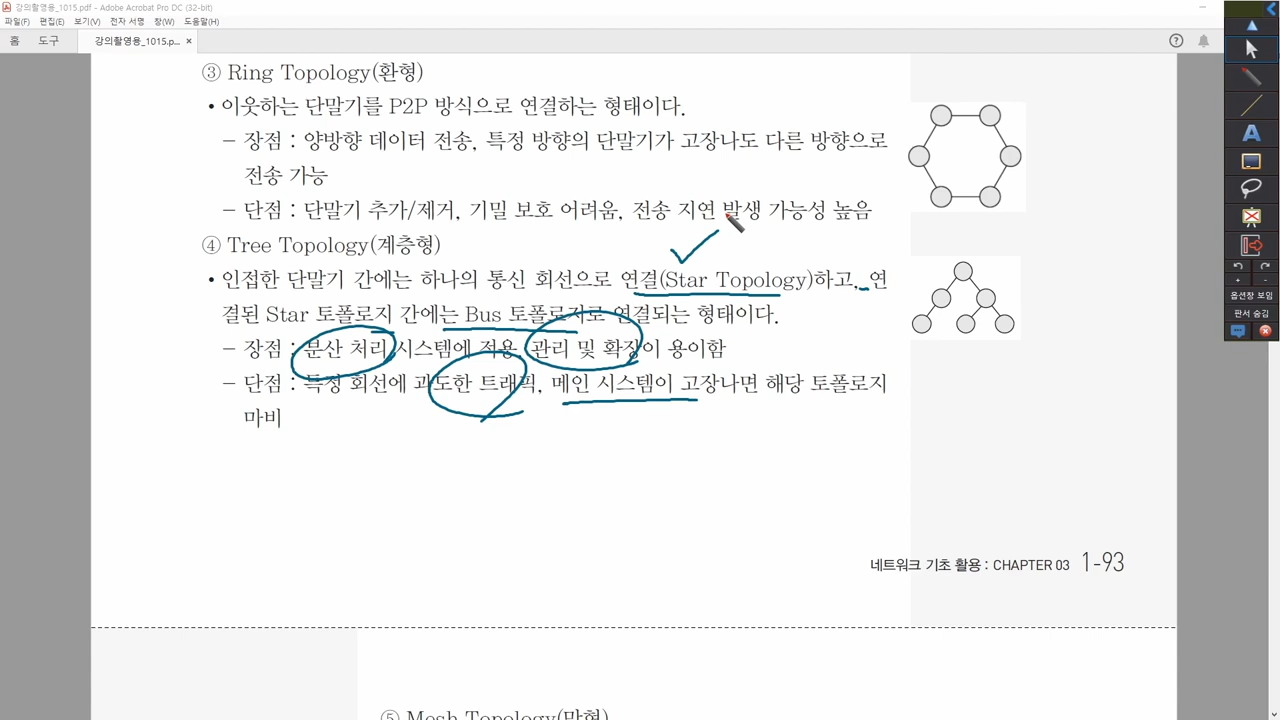 강의촬영용_1015.pdf - Adobe Acrobat Pro DC (32-bit)
파일(F) 편집(E) 보기(V) 전자 서명 창(W) 도움말(H)
홈 도구 강의촬영용_1015.p... ×
③ Ring Topology(환형)
• 이웃하는 단말기를 P2P 방식으로 연결하는 형태이다.
– 장점 : 양방향 데이터 전송, 특정 방향의 단말기가 고장나도 다른 방향으로
전송 가능
– 단점 : 단말기 추가/제거, 기밀 보호 어려움, 전송 지연 발생 가능성 높음
④ Tree Topology(계층형)
• 인접한 단말기 간에는 하나의 통신 회선으로 연결(Star Topology)하고, 연
결된 Star 토폴로지 간에는 Bus 토폴로지로 연결되는 형태이다.
– 장점 : 분산 처리 시스템에 적용, 관리 및 확장이 용이함
– 단점 : 특정 회선에 과도한 트래픽, 메인 시스템이 고장나면 해당 토폴로지
마비
네트워크 기초 활용 : CHAPTER 03 1-93
⑤ Mesh Topology(망형)
옵션창 보임
판서 숨김